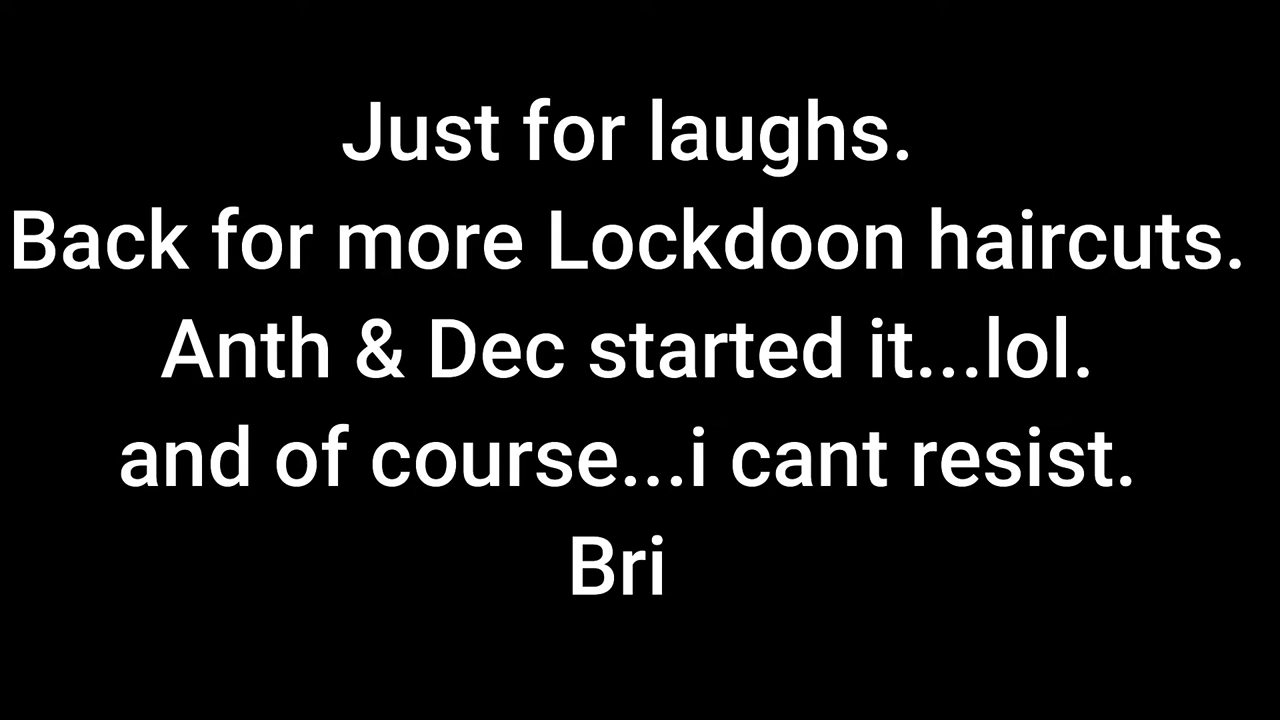 Just for laughs.
Back for more Lockdoon haircuts.
Anth & Dec started it...lol.
and of course...i cant resist.
Bri